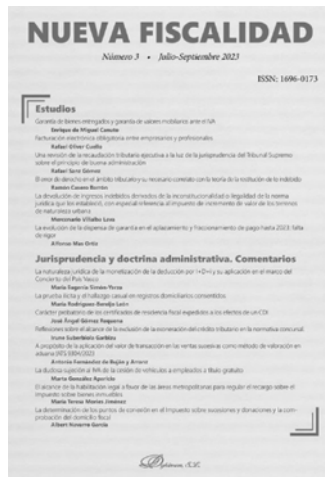 NUEVA FISCALIDAD
Número 3 • Julio-Septiembre 2023
ISSN: 1696-0173
Estudios
Garantía de bienes entregados y garantía de valores mobiliarios ante el IVA
Enrique de Miguel Canuto
Facturación electrónica obligatoria entre empresarios y profesionales
Rafael Oliver Cuello
Una revisión de la recaudación tributaria ejecutiva a la luz de la jurisprudencia del Tribunal Supremo
sobre el principio de buena administración
Rafael Sanz Gómez
El error de derecho en el ámbito tributario y su necesario correlato con la teoría de la restitución de lo indebido
Ramón Casero Barrón
La devolución de ingresos indebidos derivados de la inconstitucionalidad o ilegalidad de la norma
jurídica que los estableció, con especial referencia al impuesto de incremento de valor de los terrenos
de naturaleza urbana
Mercenarlo Villalba Lava
La evolución de la dispensa de garantía en el aplazamiento y fraccionamiento de pago hasta 2023: falta
de rigor
Alfonso Mas Ortiz
Jurisprudencia y doctrina administrativa. Comentarios
La naturaleza jurídica de la monetización de la deducción por I+D+i y su aplicación en el marco del
Concierto del País Vasco
María Eugenia Simón Yarza
La prueba ilícita y el hallazgo casual en registros domiciliarios consentidos
María Rodríguez-Bereijo León
Carácter probatorio de los certificados de residencia fiscal expedidos a los efectos de un CDI
José Ángel Gómez Requena
Reflexiones sobre el alcance de la exclusión de la exoneración del crédito tributario en la normativa concursal
Irune Suberbiola Garbizu
A propósito de la aplicación del valor de transacción en las ventas sucesivas como método de valoración en
aduana (ATS 5894/2023)
Antonio Fernández de Buján y Arranz
La dudosa sujeción al IVA de la cesión de vehículos a empleados a título gratuito
Marta González Aparicio
El alcance de la habilitación legal a favor de las áreas metropolitanas para regular el recargo sobre el
impuesto sobre bienes inmuebles
María Teresa Mories Jiménez
La determinación de los puntos de conexión en el Impuesto sobre sucesiones y donaciones y la com-
probación del domicilio fiscal
Albert Navarro García
Dykinson, S.L.